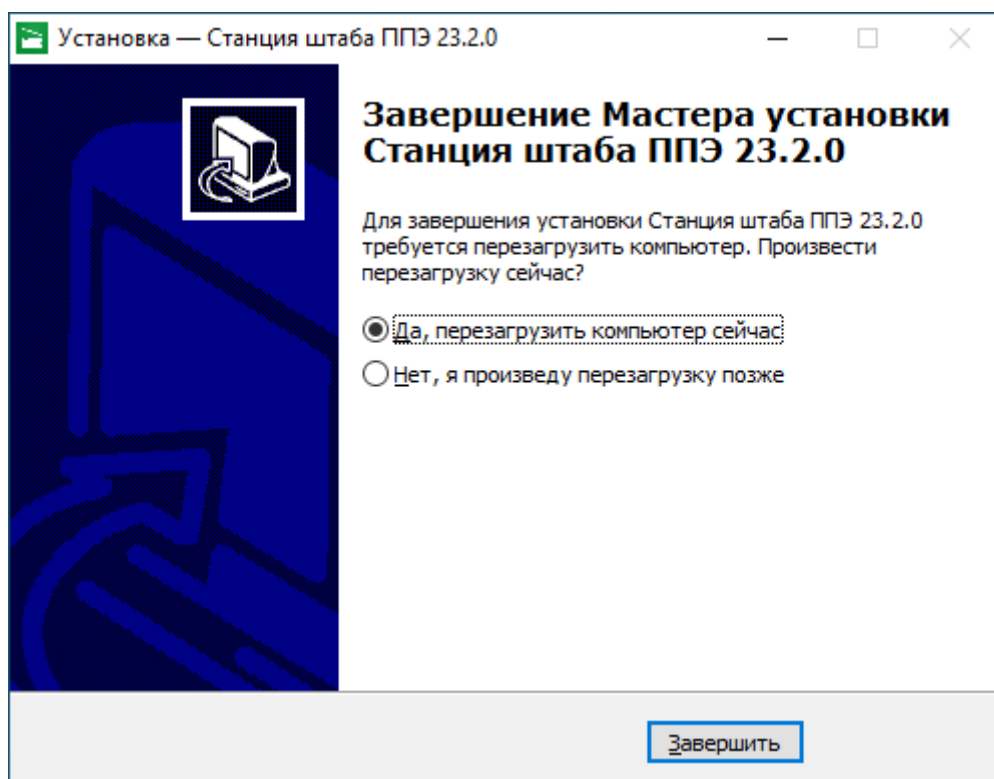 Установка — Станция штаба ППЭ 23.2.0
Завершение Мастера установки
Станция штаба ППЭ 23.2.0
Для завершения установки Станция штаба ППЭ 23.2.0
требуется перезагрузить компьютер. Произвести
перезагрузку сейчас?
Да, перезагрузить компьютер сейчас
Нет, я произведу перезагрузку позже
Завершить